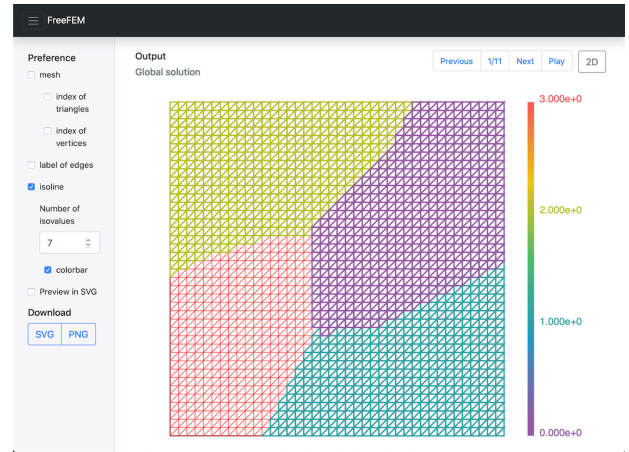 FreeFEM
Preference
mesh
index of
triangles
index of
vertices
label of edges
isoline
Number of
isovalues
7
colorbar
Preview in SVG
Download
SVG PNG
Output
Global solution
Previous 1/11 Next Play 2D
3.000e+0
2.000e+0
1.000e+0
0.000e+0